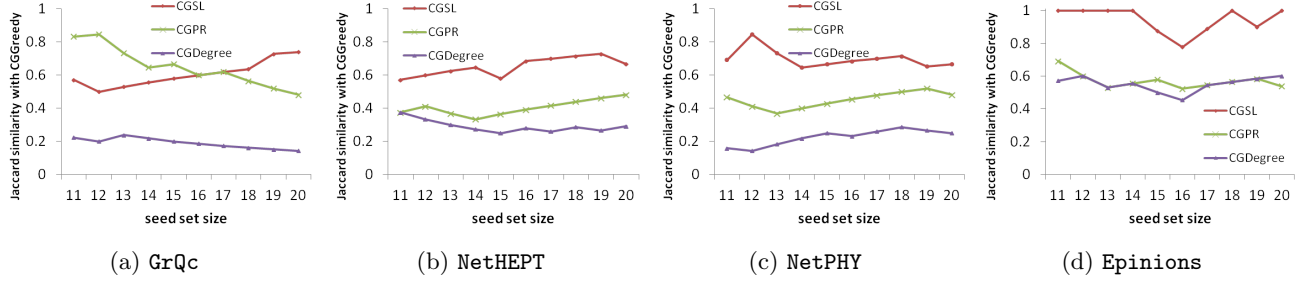 Jaccard similarity with CGGreedy
1
0.8
0.6
0.4
0.2
0
CGSL
CGPR
CGDegree
11 12 13 14 15 16 17 18 19 20
seed set size
(a) GrQc
Jaccard similarity with CGGreedy
1
0.8
0.6
0.4
0.2
0
CGSL
CGPR
CGDegree
11 12 13 14 15 16 17 18 19 20
seed set size
(b) NetHEPT
Jaccard similarity with CGGreedy
1
0.8
0.6
0.4
0.2
0
CGSL
CGPR
CGDegree
11 12 13 14 15 16 17 18 19 20
seed set size
(c) NetPHY
Jaccard similarity with CGGreedy
1
0.8
0.6
0.4
0.2
0
CGSL
CGPR
CGDegree
11 12 13 14 15 16 17 18 19 20
seed set size
(d) Epinions